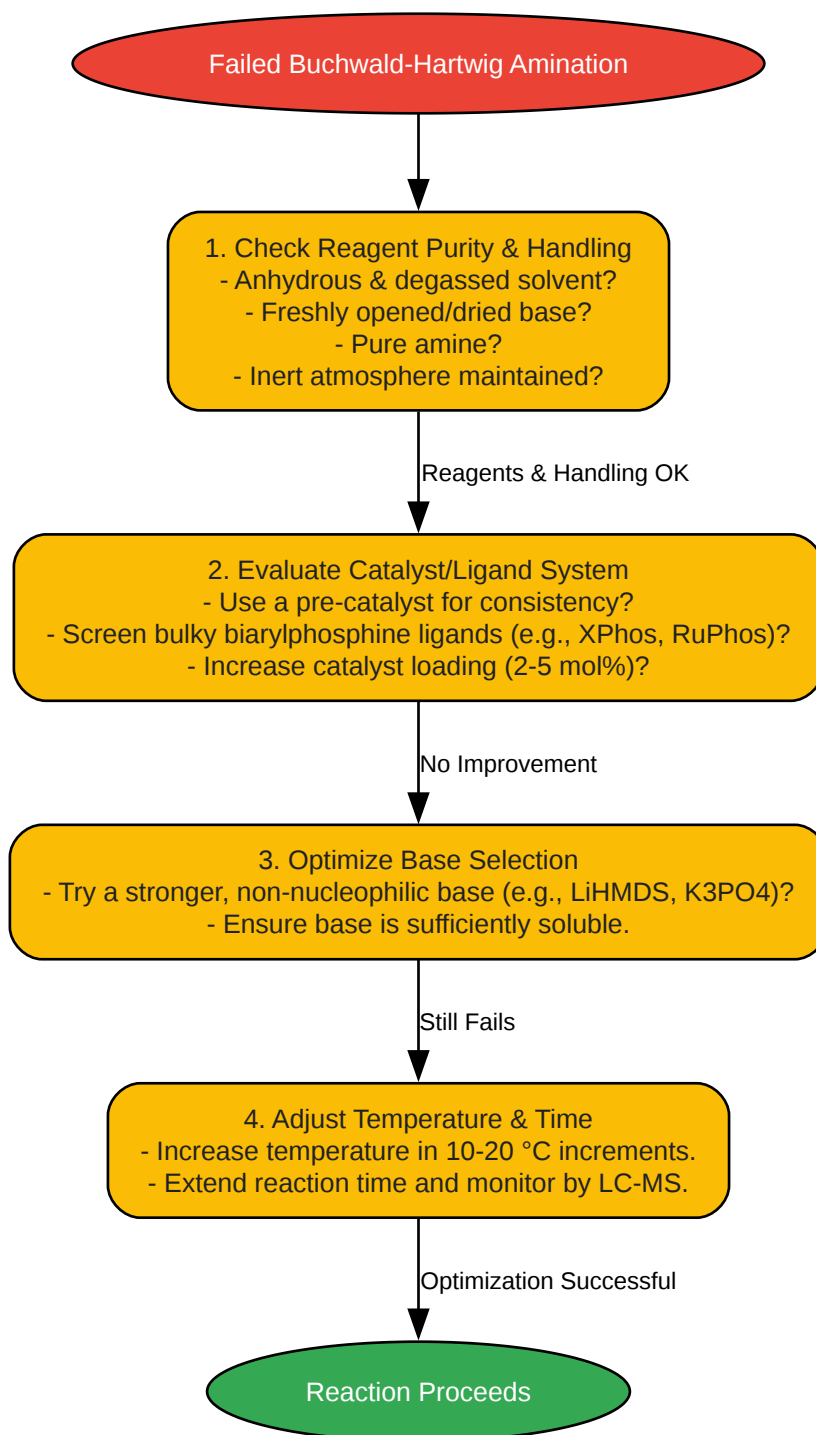 Failed Buchwald-Hartwig Amination
1. Check Reagent Purity & Handling
- Anhydrous & degassed solvent?
- Freshly opened/dried base?
- Pure amine?
- Inert atmosphere maintained?
Reagents & Handling OK
2. Evaluate Catalyst/Ligand System
- Use a pre-catalyst for consistency?
- Screen bulky biarylphosphine ligands (e.g., XPhos, RuPhos)?
- Increase catalyst loading (2-5 mol%)?
No Improvement
3. Optimize Base Selection
- Try a stronger, non-nucleophilic base (e.g., LiHMDS, K3PO4)?
- Ensure base is sufficiently soluble.
Still Fails
4. Adjust Temperature & Time
- Increase temperature in 10-20 °C increments.
- Extend reaction time and monitor by LC-MS.
Optimization Successful
Reaction Proceeds